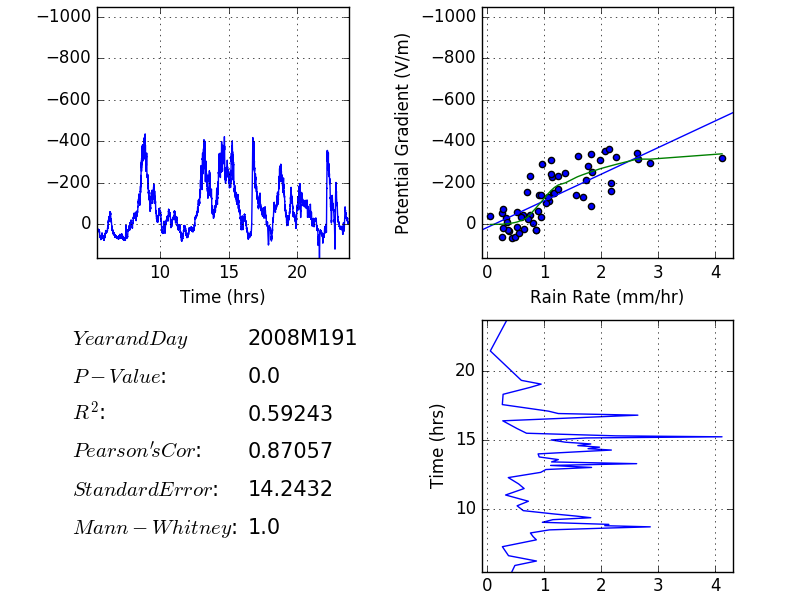 −1000
−800
−600
−400
−200
0
10 15 20
Time (hrs)
Potential Gradient (V/m)
−1000
−800
−600
−400
−200
0
0 1 2 3 4
Rain Rate (mm/hr)
YearandDay 2008M191
P−Value: 0.0
R²: 0.59243
Pearson'sCor: 0.87057
StandardError: 14.2432
Mann−Whitney: 1.0
Time (hrs)
20
15
10
0 1 2 3 4